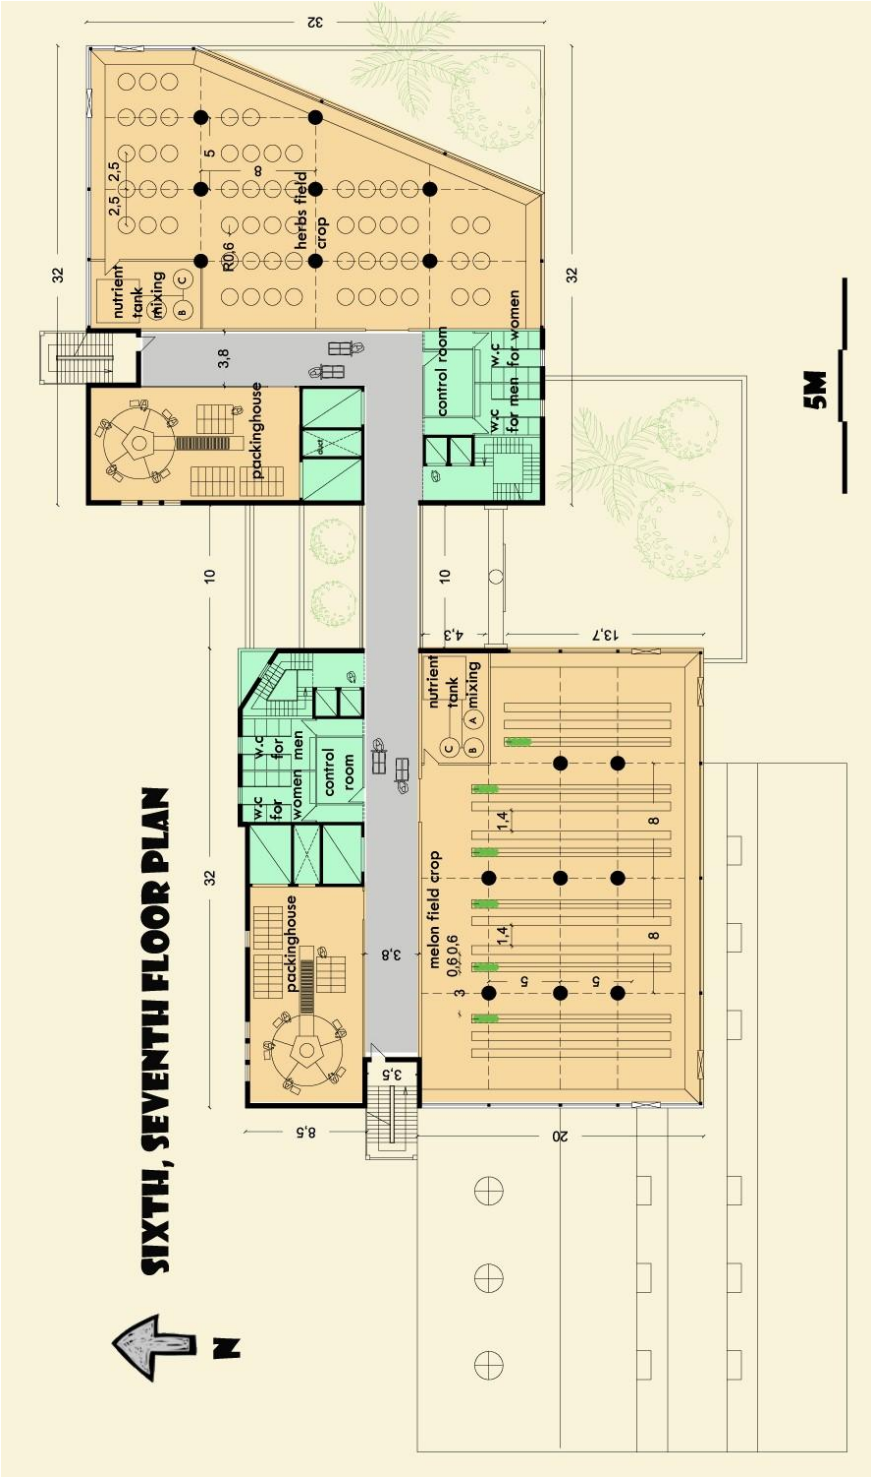 32
32
32
2,5
2,5
5
8
R0,6
herbs field
crop
nutrient
tank
mixing
A
B
C
3,8
packinghouse
duct
control room
w.c for women
w.c for men
5M
10
10
4,3
13,7
nutrient
tank
mixing
A
B
C
w.c
for
men
w.c
for
women
control
room
32
1,4
8
melon field crop
1,4
8
0,6 0,6
3
5
5
packinghouse
3,8
3,5
8,5
20
SIXTH, SEVENTH FLOOR PLAN
N